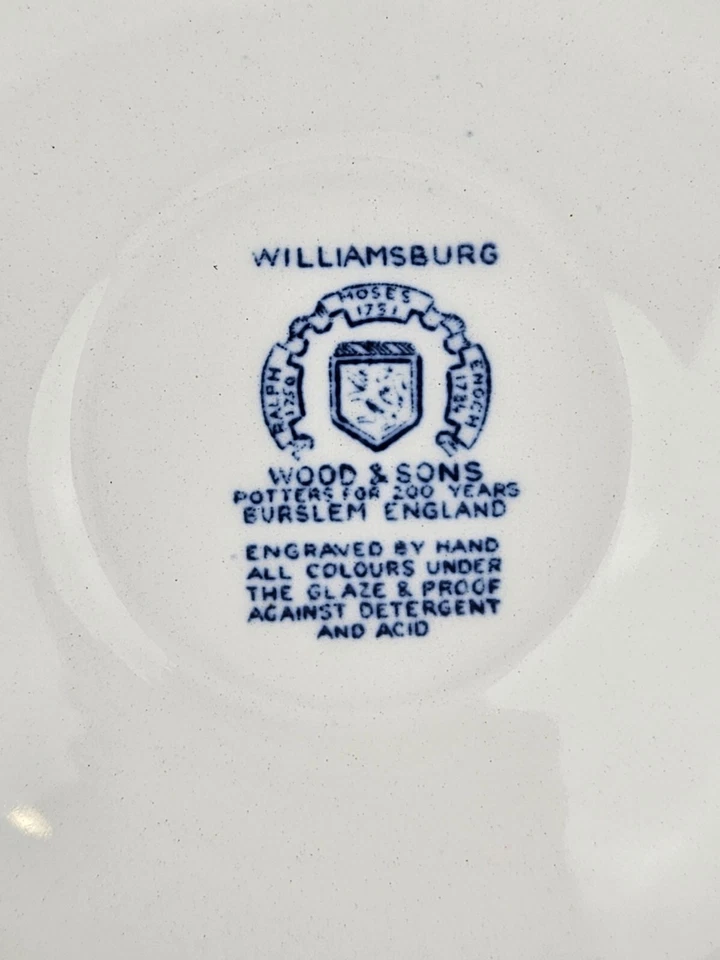 WILLIAMSBURG
MOSES
1751
RALPH
1750
ENOCH
1784
WOOD & SONS
POTTERS FOR 200 YEARS
BURSLEM ENGLAND
ENGRAVED BY HAND
ALL COLOURS UNDER
THE GLAZE & PROOF
AGAINST DETERGENT
AND ACID